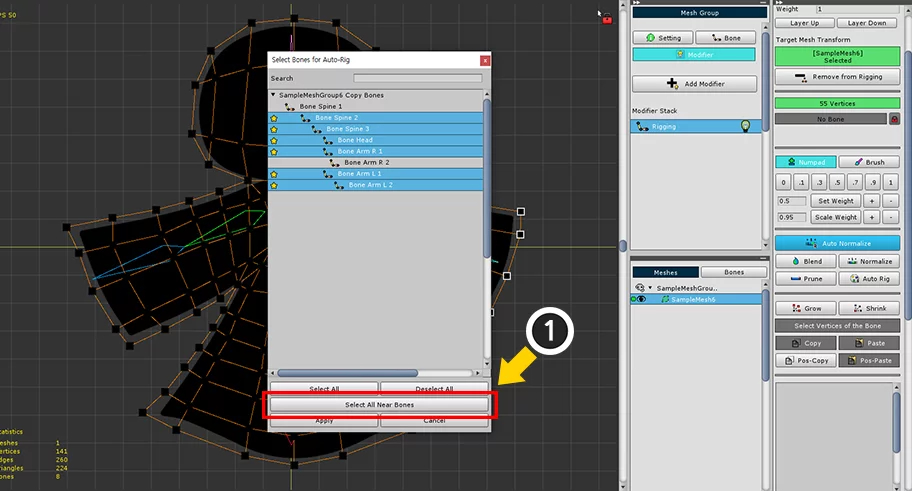 PS 50
Select Bones for Auto-Rig
Search
SampleMeshGroup6 Copy Bones
Bone Spine 1
Bone Spine 2
Bone Spine 3
Bone Head
Bone Arm R 1
Bone Arm R 2
Bone Arm L 1
Bone Arm L 2
Select All
Deselect All
Select All Near Bones
Apply
Cancel
1
tatistics
eshes 1
ertices 141
dges 260
riangles 224
ones 8
Mesh Group
Setting
Bone
Modifier
Add Modifier
Modifier Stack
Rigging
Meshes
Bones
SampleMeshGrou..
SampleMesh6
Weight 1
Layer Up
Layer Down
Target Mesh Transform
[SampleMesh6]
Selected
Remove from Rigging
55 Vertices
No Bone
Numpad
Brush
0 .1 .3 .5 .7 .9 1
0.5 Set Weight + -
0.95 Scale Weight + -
Auto Normalize
Blend
Normalize
Prune
Auto Rig
Grow
Shrink
Select Vertices of the Bone
Copy
Paste
Pos-Copy
Pos-Paste